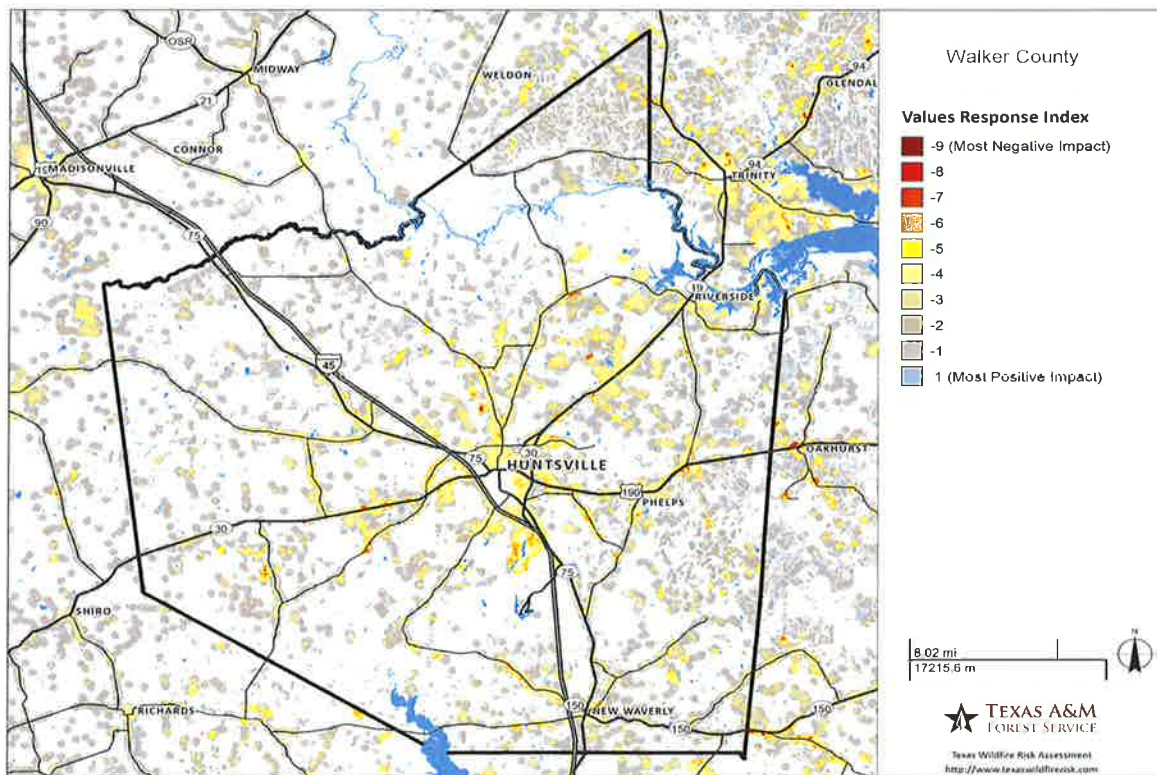 OSR
MIDWAY
WELDON
94
GLENDAL
21
CONNOR
MADISONVILLE
94
TRINITY
90
75
19
RIVERSIDE
45
75
30
HUNTSVILLE
OAKHURST
190
PHELPS
30
75
SHIRO
RICHARDS
150
NEW WAVERLY
150
150
Walker County
Values Response Index
-9 (Most Negative Impact)
-8
-7
-6
-5
-4
-3
-2
-1
1 (Most Positive Impact)
N
8.02 mi
17215.6 m
TEXAS A&M
FOREST SERVICE
Texas Wildfire Risk Assessment
http://www.texaswildfirerisk.com